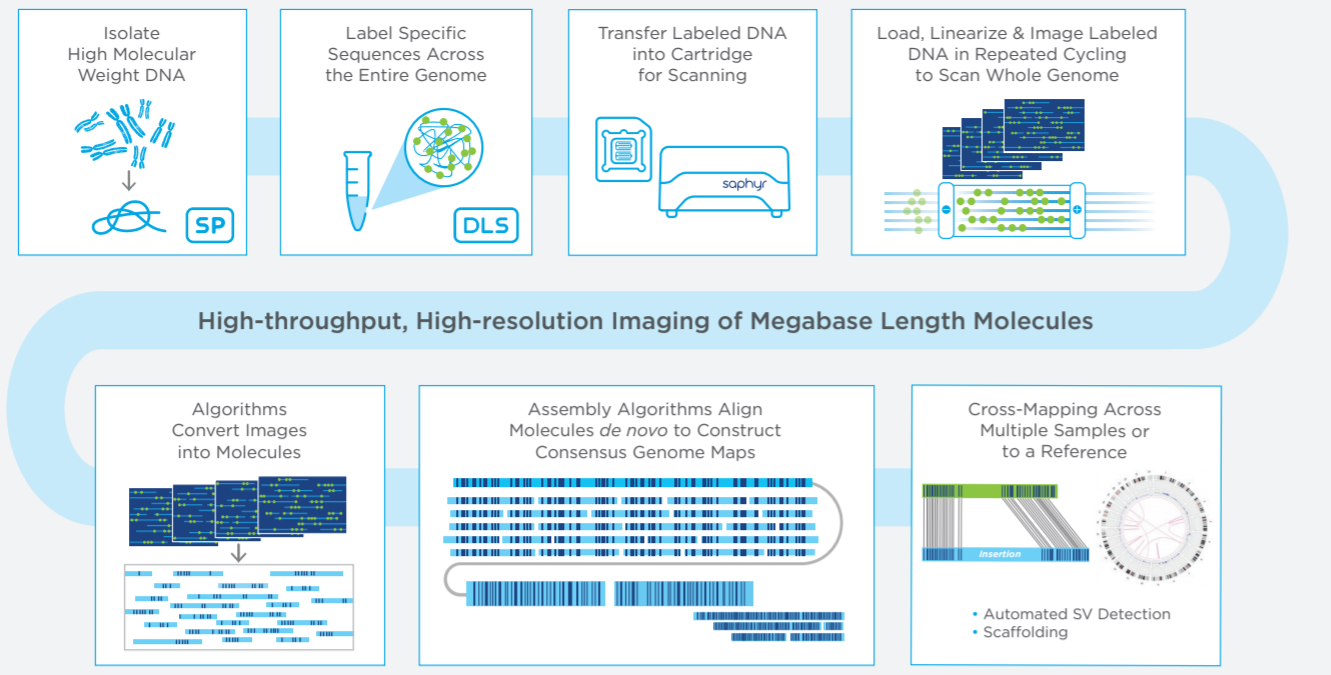 Isolate
High Molecular
Weight DNA
SP
Label Specific
Sequences Across
the Entire Genome
DLS
Transfer Labeled DNA
into Cartridge
for Scanning
saphyr
Load, Linearize & Image Labeled
DNA in Repeated Cycling
to Scan Whole Genome
High-throughput, High-resolution Imaging of Megabase Length Molecules
Algorithms
Convert Images
into Molecules
Assembly Algorithms Align
Molecules de novo to Construct
Consensus Genome Maps
Cross-Mapping Across
Multiple Samples or
to a Reference
Insertion
• Automated SV Detection
• Scaffolding